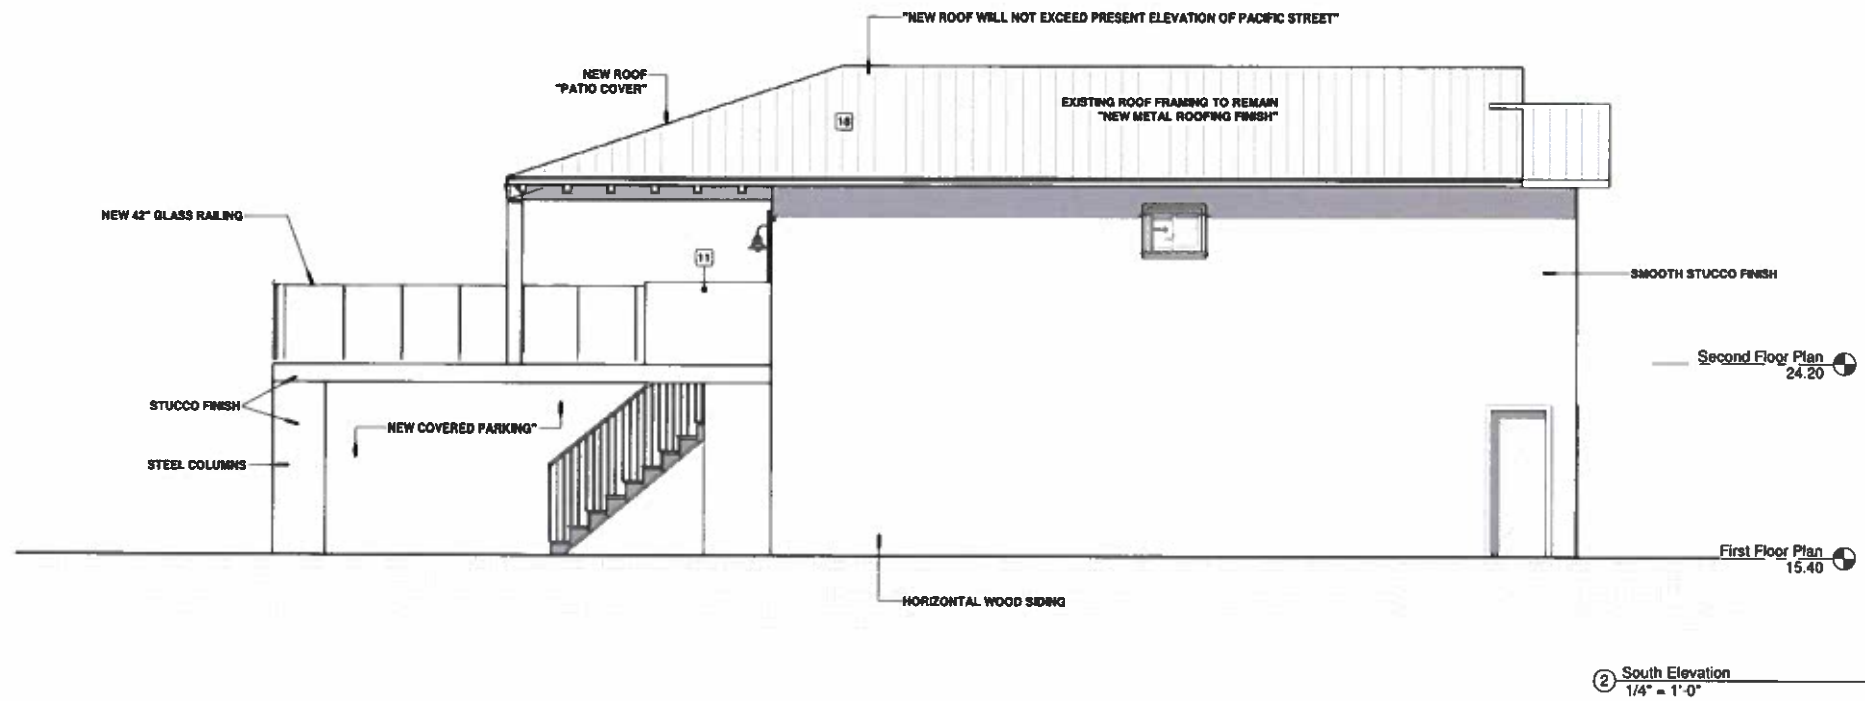 "NEW ROOF WILL NOT EXCEED PRESENT ELEVATION OF PACIFIC STREET"
NEW ROOF
"PATIO COVER"
EXISTING ROOF FRAMING TO REMAIN
"NEW METAL ROOFING FINISH"
18
NEW 42" GLASS RAILING
11
SMOOTH STUCCO FINISH
Second Floor Plan
24.20
STUCCO FINISH
NEW COVERED PARKING"
STEEL COLUMNS
First Floor Plan
15.40
HORIZONTAL WOOD SIDING
2 South Elevation
1/4" = 1'-0"